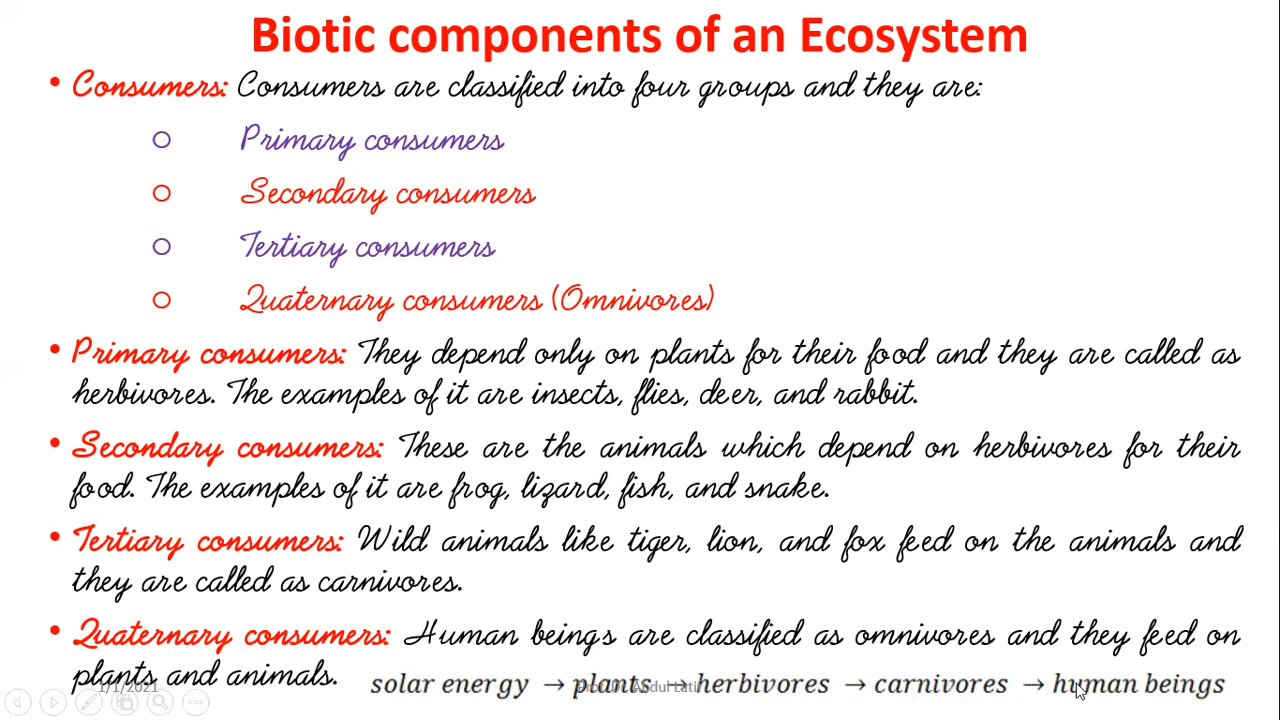 Biotic components of an Ecosystem
• Consumers: Consumers are classified into four groups and they are:
○ Primary consumers
○ Secondary consumers
○ Tertiary consumers
○ Quaternary consumers (Omnivores)
• Primary consumers: They depend only on plants for their food and they are called as
herbivores. The examples of it are insects, flies, deer, and rabbit.
• Secondary consumers: These are the animals which depend on herbivores for their
food. The examples of it are frog, lizard, fish, and snake.
• Tertiary consumers: Wild animals like tiger, lion, and fox feed on the animals and
they are called as carnivores.
• Quaternary consumers: Human beings are classified as omnivores and they feed on
plants and animals.
solar energy → plants → herbivores → carnivores → human beings
1/1/2021
Abdul